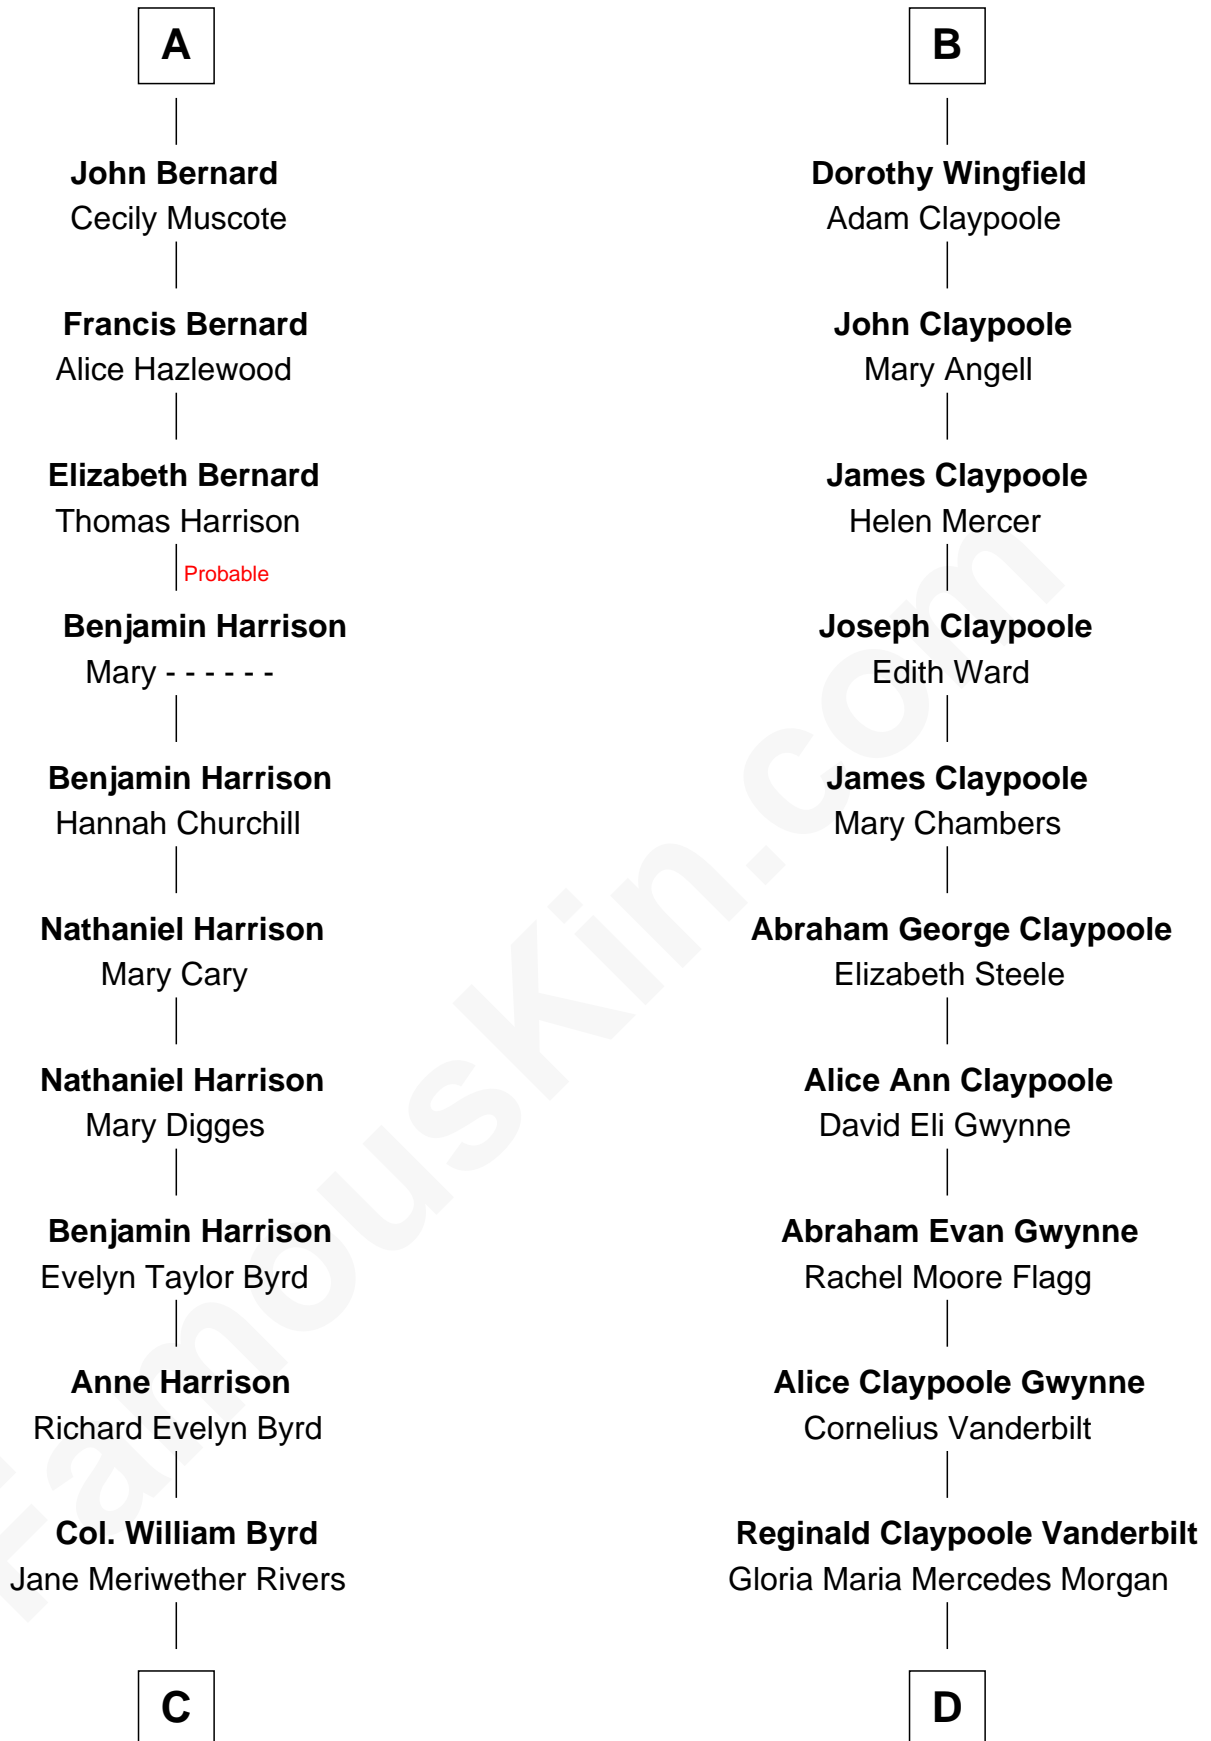 A
John Bernard
Cecily Muscote
Francis Bernard
Alice Hazlewood
Elizabeth Bernard
Thomas Harrison
Probable
Benjamin Harrison
Mary - - - - - -
Benjamin Harrison
Hannah Churchill
Nathaniel Harrison
Mary Cary
Nathaniel Harrison
Mary Digges
Benjamin Harrison
Evelyn Taylor Byrd
Anne Harrison
Richard Evelyn Byrd
Col. William Byrd
Jane Meriwether Rivers
C
B
Dorothy Wingfield
Adam Claypoole
John Claypoole
Mary Angell
James Claypoole
Helen Mercer
Joseph Claypoole
Edith Ward
James Claypoole
Mary Chambers
Abraham George Claypoole
Elizabeth Steele
Alice Ann Claypoole
David Eli Gwynne
Abraham Evan Gwynne
Rachel Moore Flagg
Alice Claypoole Gwynne
Cornelius Vanderbilt
Reginald Claypoole Vanderbilt
Gloria Maria Mercedes Morgan
D
FamousKin.com